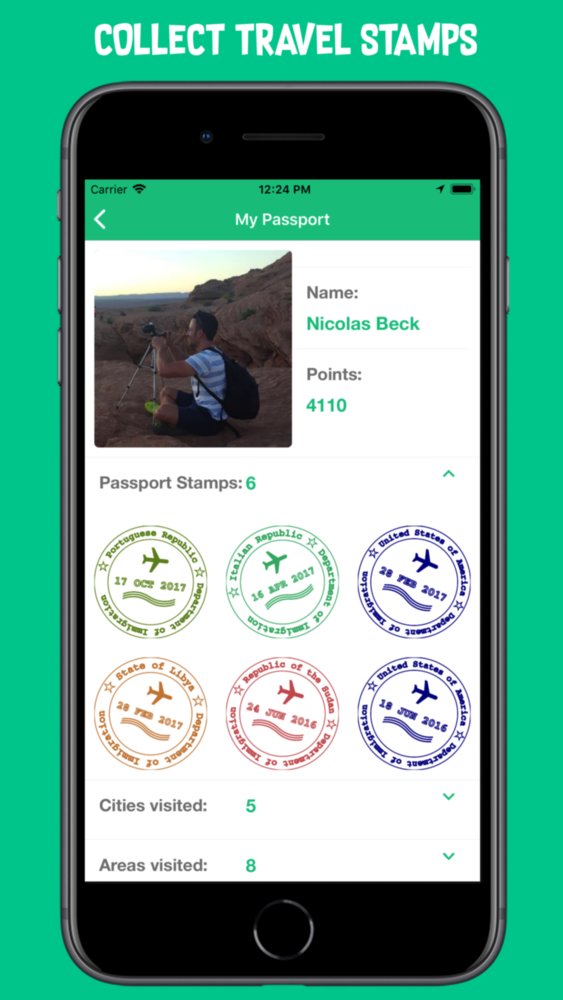 COLLECT TRAVEL STAMPS
Carrier 12:24 PM
My Passport
Name:
Nicolas Beck
Points:
4110
Passport Stamps: 6
Portuguese Republic
17 OCT 2017
Department of Immigration
Italian Republic
16 APR 2017
Department of Immigration
United States of America
28 FEB 2017
Department of Immigration
State of Libya
28 FEB 2017
Department of Immigration
Republic of the Sudan
24 JUN 2016
Department of Immigration
United States of America
18 JUN 2016
Department of Immigration
Cities visited: 5
Areas visited: 8